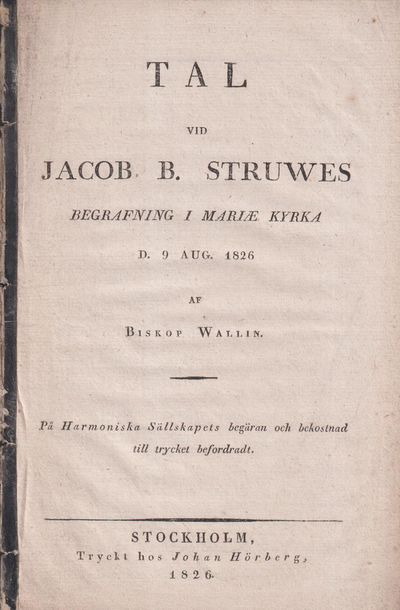 TAL
VID
JACOB B. STRUWES
BEGRAFNING I MARIÆ KYRKA
D. 9 AUG. 1826
AF
BISKOP WALLIN.
På Harmoniska Sällskapets begäran och bekostnad
till trycket befordradt.
STOCKHOLM,
Tryckt hos Johan Hörberg,
1826.